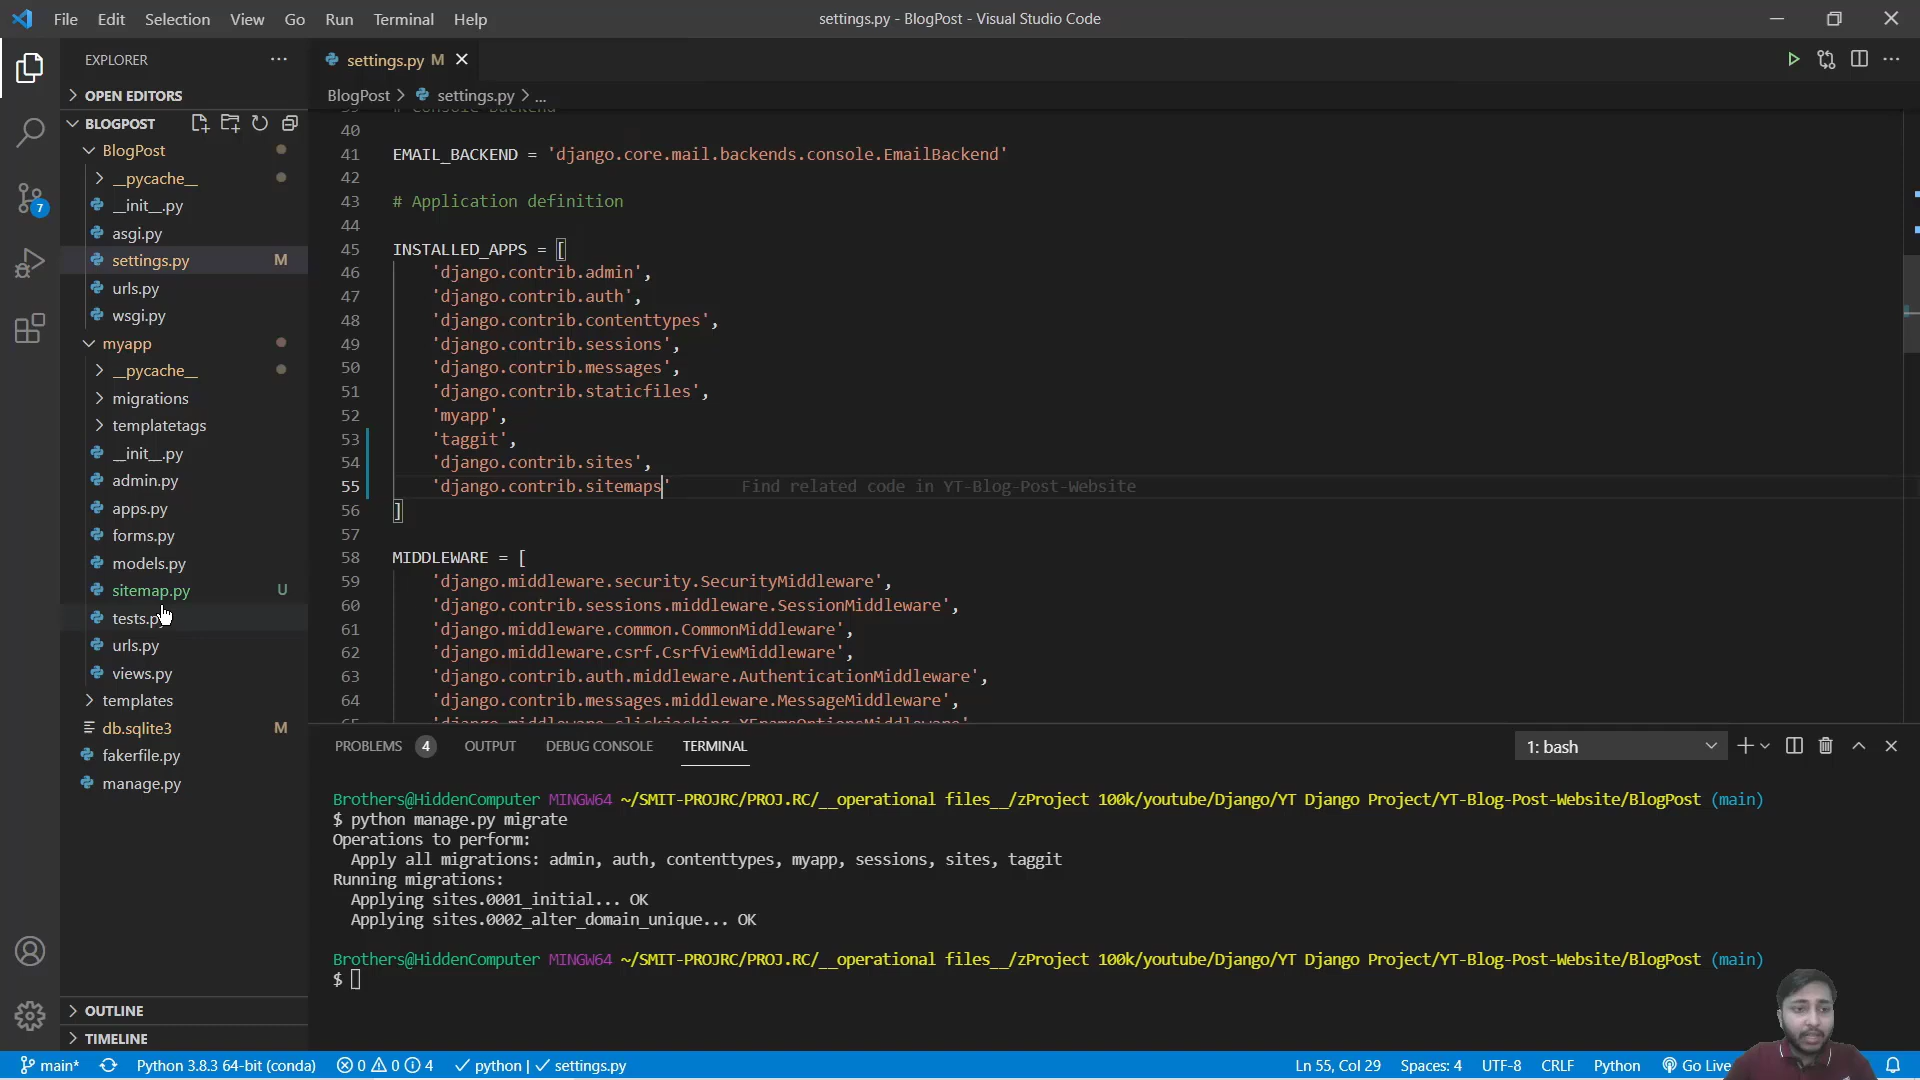 File Edit Selection View Go Run Terminal Help
settings.py - BlogPost - Visual Studio Code
EXPLORER
OPEN EDITORS
BLOGPOST
BlogPost
__pycache__
__init__.py
asgi.py
settings.py M
urls.py
wsgi.py
myapp
__pycache__
migrations
templatetags
__init__.py
admin.py
apps.py
forms.py
models.py
sitemap.py U
tests.py
urls.py
views.py
templates
db.sqlite3 M
fakerfile.py
manage.py
OUTLINE
TIMELINE
7
settings.py M
BlogPost > settings.py > ...
40
41 EMAIL_BACKEND = 'django.core.mail.backends.console.EmailBackend'
42
43 # Application definition
44
45 INSTALLED_APPS = [
46 'django.contrib.admin',
47 'django.contrib.auth',
48 'django.contrib.contenttypes',
49 'django.contrib.sessions',
50 'django.contrib.messages',
51 'django.contrib.staticfiles',
52 'myapp',
53 'taggit',
54 'django.contrib.sites',
55 'django.contrib.sitemaps' Find related code in YT-Blog-Post-Website
56 ]
57
58 MIDDLEWARE = [
59 'django.middleware.security.SecurityMiddleware',
60 'django.contrib.sessions.middleware.SessionMiddleware',
61 'django.middleware.common.CommonMiddleware',
62 'django.middleware.csrf.CsrfViewMiddleware',
63 'django.contrib.auth.middleware.AuthenticationMiddleware',
64 'django.contrib.messages.middleware.MessageMiddleware',
PROBLEMS 4 OUTPUT DEBUG CONSOLE TERMINAL
1: bash
Brothers@HiddenComputer MINGW64 ~/SMIT-PROJRC/PROJ.RC/__operational files__/zProject 100k/youtube/Django/YT Django Project/YT-Blog-Post-Website/BlogPost (main)
$ python manage.py migrate
Operations to perform:
Apply all migrations: admin, auth, contenttypes, myapp, sessions, sites, taggit
Running migrations:
Applying sites.0001_initial... OK
Applying sites.0002_alter_domain_unique... OK
Brothers@HiddenComputer MINGW64 ~/SMIT-PROJRC/PROJ.RC/__operational files__/zProject 100k/youtube/Django/YT Django Project/YT-Blog-Post-Website/BlogPost (main)
$
main* Python 3.8.3 64-bit (conda) 0 0 4 python | settings.py Ln 55, Col 29 Spaces: 4 UTF-8 CRLF Python Go Live